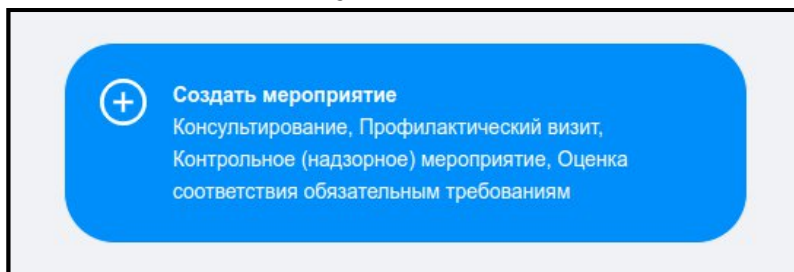 Создать мероприятие
Консультирование, Профилактический визит,
Контрольное (надзорное) мероприятие, Оценка
соответствия обязательным требованиям